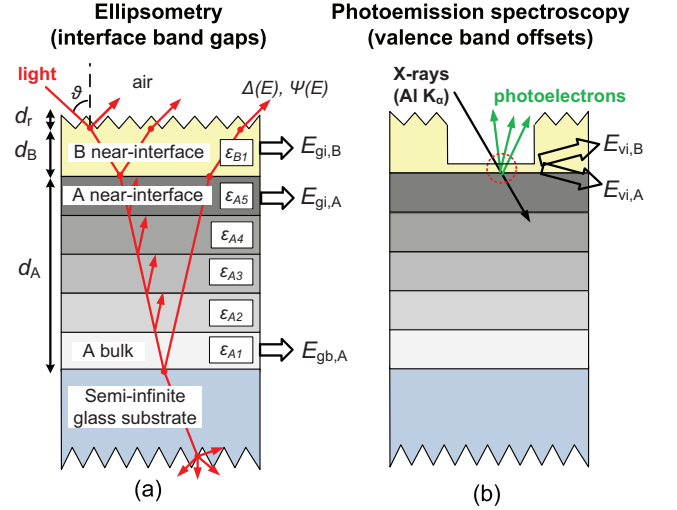 Ellipsometry
(interface band gaps)
Photoemission spectroscopy
(valence band offsets)
light
ϑ
air
Δ(E), Ψ(E)
X-rays
(Al Kα)
photoelectrons
dr
dB
B near-interface
εB1
Egi,B
Evi,B
A near-interface
εA5
Egi,A
Evi,A
dA
εA4
εA3
εA2
A bulk
εA1
Egb,A
Semi-infinite
glass substrate
(a)
(b)